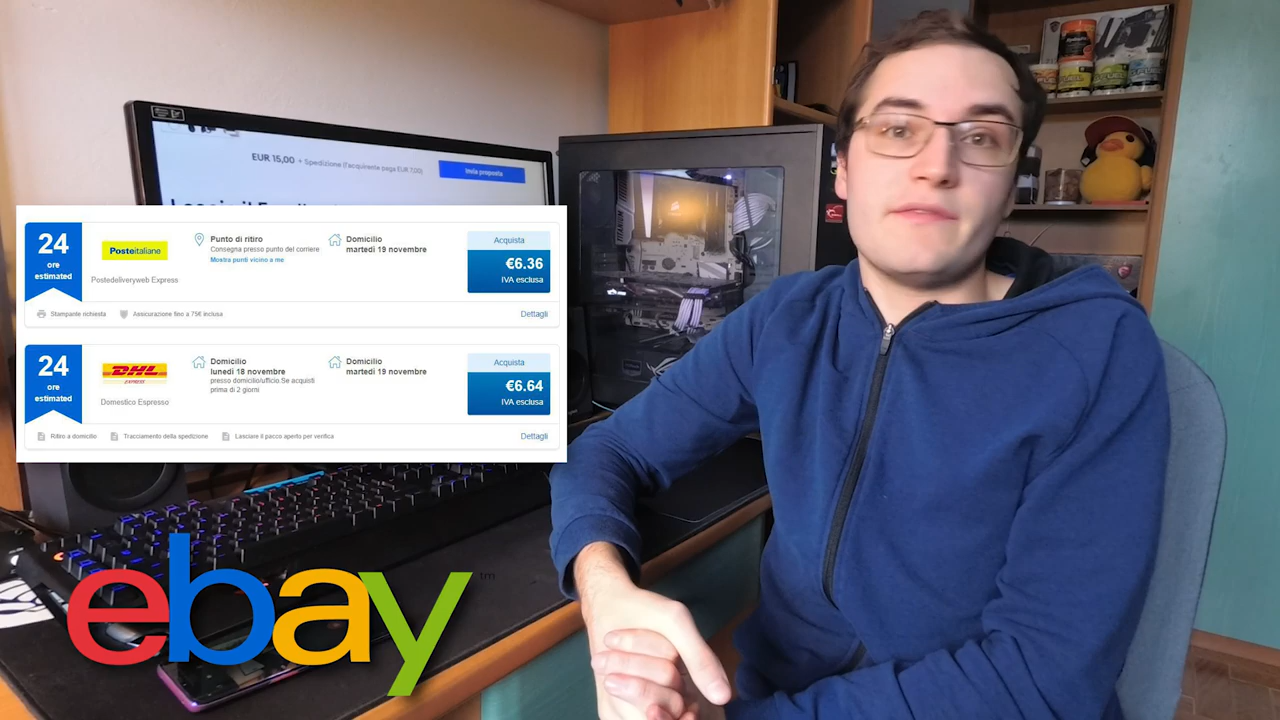 EUR 15,00 + Spedizione (l'acquirente paga EUR 7,00)
Invia proposta
24
ore
estimated
Posteitaliane
Postedeliveryweb Express
Punto di ritiro
Consegna presso punto del corriere
Mostra punti vicino a me
Domicilio
martedì 19 novembre
Acquista
€6.36
IVA esclusa
Stampante richiesta
Assicurazione fino a 75€ inclusa
Dettagli
24
ore
estimated
DHL
EXPRESS
Domestico Espresso
Domicilio
lunedì 18 novembre
presso domicilio/ufficio.Se acquisti
prima di 2 giorni
Domicilio
martedì 19 novembre
Acquista
€6.64
IVA esclusa
Ritiro a domicilio
Tracciamento della spedizione
Lasciare il pacco aperto per verifica
Dettagli
ebay
tm